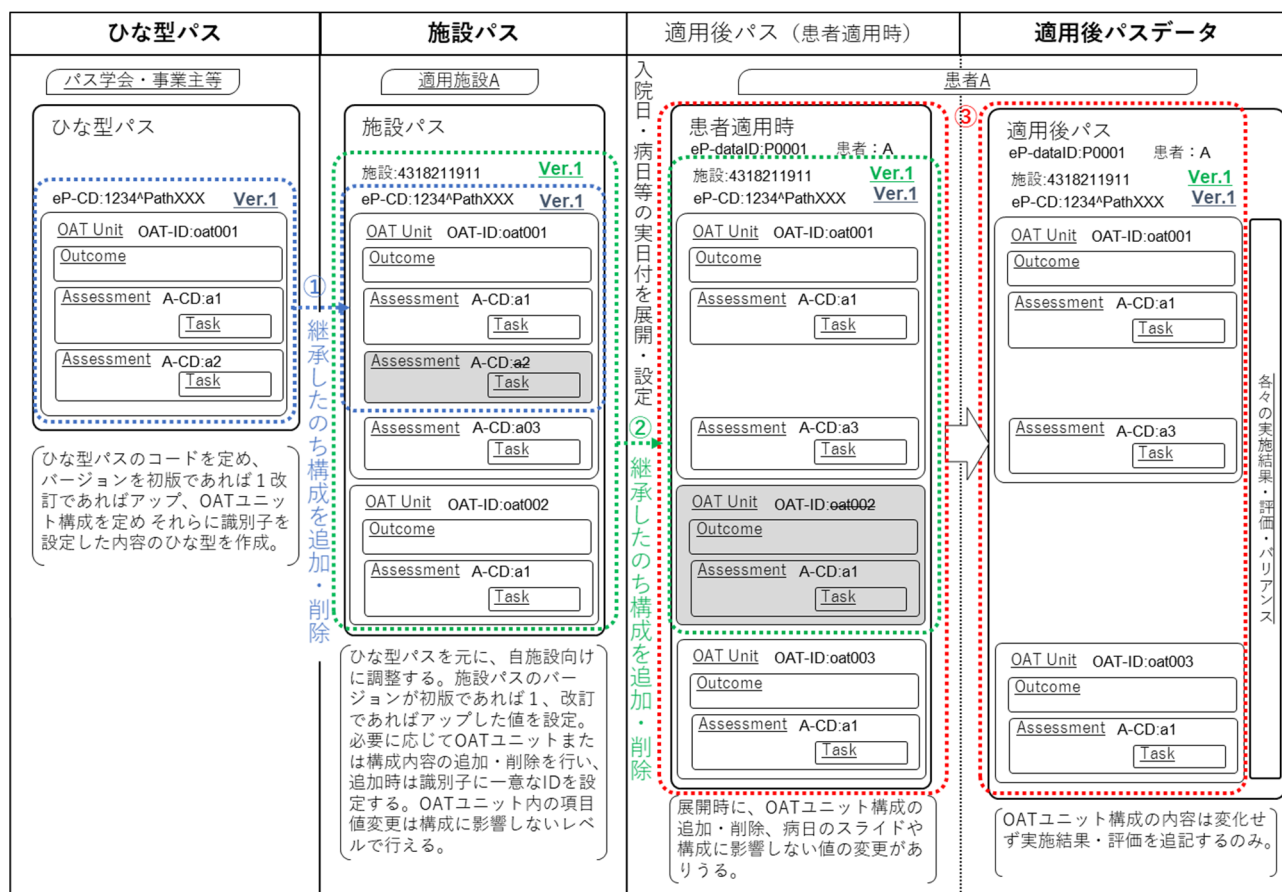 ひな型パス
施設パス
適用後パス（患者適用時）
適用後パスデータ
パス学会・事業主等
ひな型パス
eP-CD:1234^PathXXX Ver.1
OAT Unit OAT-ID:oat001
Outcome
Assessment A-CD:a1
Task
Assessment A-CD:a2
Task
ひな型パスのコードを定め、
バージョンを初版であれば１改
訂であればアップ、OATユニッ
ト構成を定め それらに識別子を
設定した内容のひな型を作成。
①
継承したのち構成を追加・削除
適用施設A
施設パス
施設:4318211911 Ver.1
eP-CD:1234^PathXXX Ver.1
OAT Unit OAT-ID:oat001
Outcome
Assessment A-CD:a1
Task
Assessment A-CD:a2
Task
Assessment A-CD:a03
Task
OAT Unit OAT-ID:oat002
Outcome
Assessment A-CD:a1
Task
ひな型パスを元に、自施設向け
に調整する。施設パスのバー
ジョンが初版であれば１、改訂
であればアップした値を設定。
必要に応じてOATユニットまた
は構成内容の追加・削除を行い、
追加時は識別子に一意なIDを設
定する。OATユニット内の項目
値変更は構成に影響しないレベ
ルで行える。
入院日・病日等の実日付を展開・設定
②
継承したのち構成を追加・削除
患者A
患者適用時
eP-dataID:P0001 患者：A
施設:4318211911 Ver.1
eP-CD:1234^PathXXX Ver.1
OAT Unit OAT-ID:oat001
Outcome
Assessment A-CD:a1
Task
Assessment A-CD:a3
Task
OAT Unit OAT-ID:oat002
Outcome
Assessment A-CD:a1
Task
OAT Unit OAT-ID:oat003
Outcome
Assessment A-CD:a1
Task
展開時に、OATユニット構成の
追加・削除、病日のスライドや
構成に影響しない値の変更があ
りうる。
③
適用後パス
eP-dataID:P0001 患者：A
施設:4318211911 Ver.1
eP-CD:1234^PathXXX Ver.1
OAT Unit OAT-ID:oat001
Outcome
Assessment A-CD:a1
Task
Assessment A-CD:a3
Task
OAT Unit OAT-ID:oat003
Outcome
Assessment A-CD:a1
Task
各々の実施結果・評価・バリアンス
OATユニット構成の内容は変化せ
ず実施結果・評価を追記するのみ。